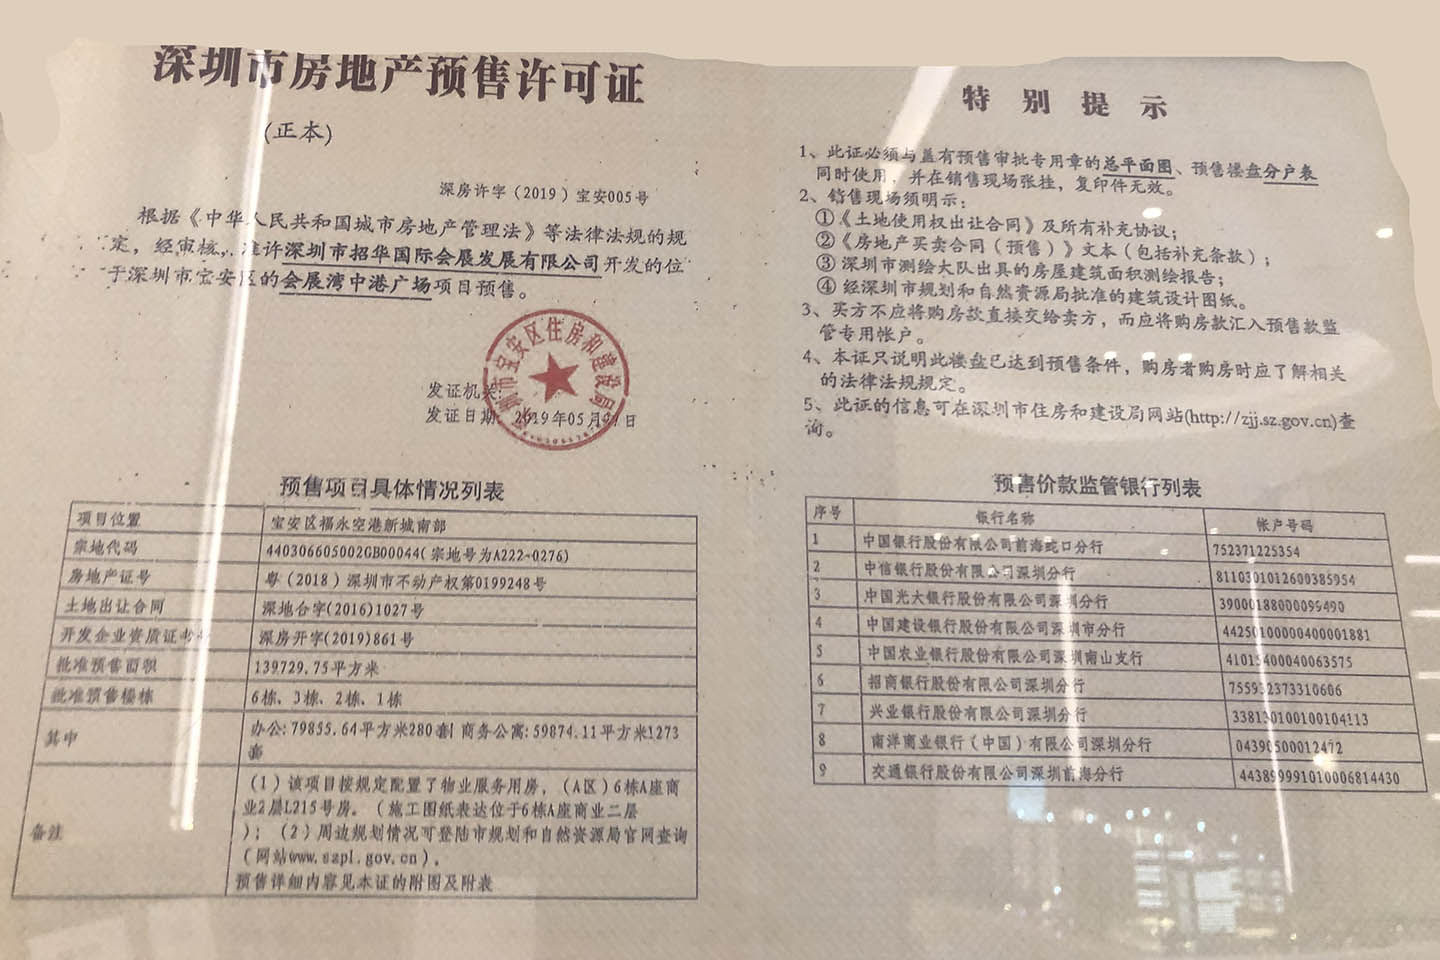 深圳市房地产预售许可证
(正本)
深房许字（2019）宝安005号
根据《中华人民共和国城市房地产管理法》等法律法规的规
定，经审核，准许深圳市招华国际会展发展有限公司开发的位
于深圳市宝安区的会展湾中港广场项目预售。
宝安区住房和建设局
发证机关:
发证日期: 2019年05月 日
预售项目具体情况列表
项目位置 宝安区福永空港新城南部
宗地代码 440306605002GB00044(宗地号为A222-0276)
房地产证号 粤（2018）深圳市不动产权第0199248号
土地出让合同 深地合字(2016)1027号
开发企业资质证书号 深房开字(2019)861号
批准预售面积 139729.75平方米
批准预售楼栋 6栋、3栋、2栋、1栋
其中 办公:79855.64平方米280套 商务公寓:59874.11平方米1273
套
备注 (1)该项目按规定配置了物业服务用房，（A区)6栋A座商
业2层L215号房。（施工图纸表达位于6栋A座商业二层
)；(2)周边规划情况可登陆市规划和自然资源局官网查询
(网站www.szpl.gov.cn)。
预售详细内容见本证的附图及附表
特别提示
1、此证必须与盖有预售审批专用章的总平面图、预售楼盘分户表
同时使用，并在销售现场张挂，复印件无效。
2、销售现场须明示：
①《土地使用权出让合同》及所有补充协议；
②《房地产买卖合同（预售）》文本（包括补充条款）；
③深圳市测绘大队出具的房屋建筑面积测绘报告；
④经深圳市规划和自然资源局批准的建筑设计图纸。
3、买方不应将购房款直接交给卖方，而应将购房款汇入预售款监
管专用帐户。
4、本证只说明此楼盘已达到预售条件，购房者购房时应了解相关
的法律法规规定。
5、此证的信息可在深圳市住房和建设局网站(http://zjj.sz.gov.cn)查
询。
预售价款监管银行列表
序号 银行名称 帐户号码
1 中国银行股份有限公司前海蛇口分行 752371225354
2 中信银行股份有限公司深圳分行 8110301012600385954
3 中国光大银行股份有限公司深圳分行 39000188000099490
4 中国建设银行股份有限公司深圳市分行 44250100000400001881
5 中国农业银行股份有限公司深圳南山支行 41015400040063575
6 招商银行股份有限公司深圳分行 755932373310606
7 兴业银行股份有限公司深圳分行 338130100100104113
8 南洋商业银行（中国）有限公司深圳分行 04390500012472
9 交通银行股份有限公司深圳前海分行 443899991010006814430